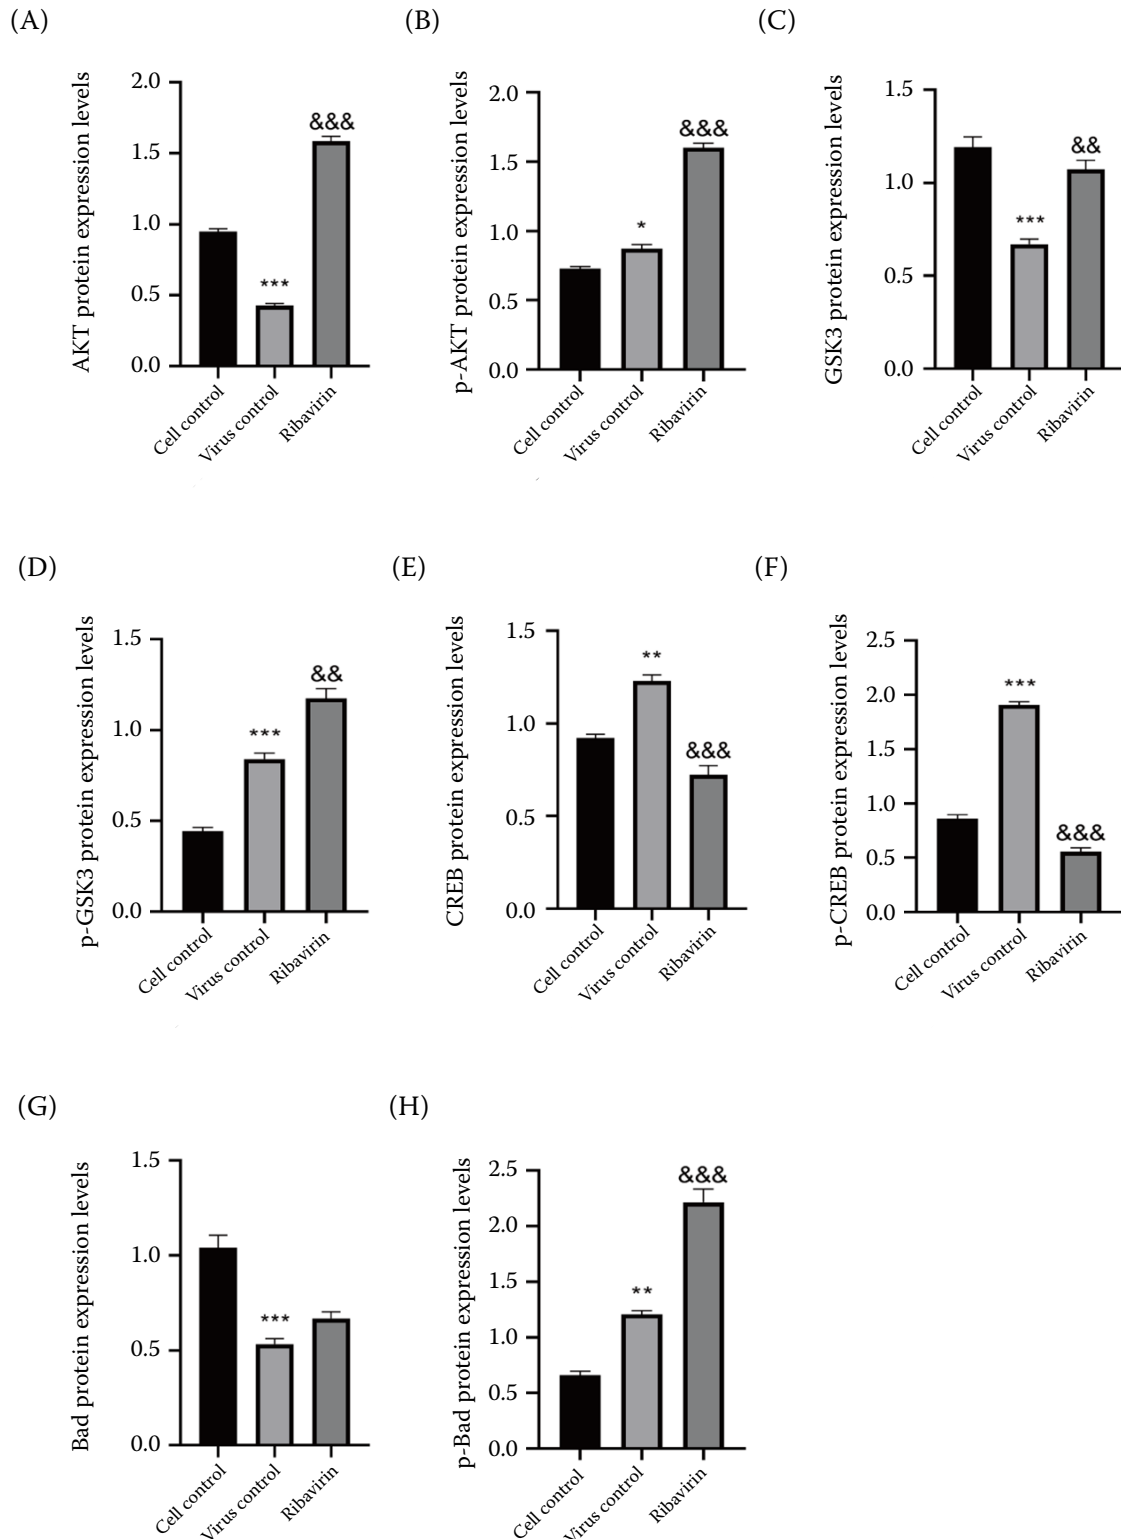 (A)
AKT protein expression levels
2.0
1.5
1.0
0.5
0.0
***
&&&
Cell control
Virus control
Ribavirin
(B)
p-AKT protein expression levels
2.0
1.5
1.0
0.5
0.0
*
&&&
Cell control
Virus control
Ribavirin
(C)
GSK3 protein expression levels
1.5
1.0
0.5
0.0
***
&&
Cell control
Virus control
Ribavirin
(D)
p-GSK3 protein expression levels
1.5
1.0
0.5
0.0
***
&&
Cell control
Virus control
Ribavirin
(E)
CREB protein expression levels
1.5
1.0
0.5
0.0
**
&&&
Cell control
Virus control
Ribavirin
(F)
p-CREB protein expression levels
2.5
2.0
1.5
1.0
0.5
0.0
***
&&&
Cell control
Virus control
Ribavirin
(G)
Bad protein expression levels
1.5
1.0
0.5
0.0
***
Cell control
Virus control
Ribavirin
(H)
p-Bad protein expression levels
2.5
2.0
1.5
1.0
0.5
0.0
**
&&&
Cell control
Virus control
Ribavirin